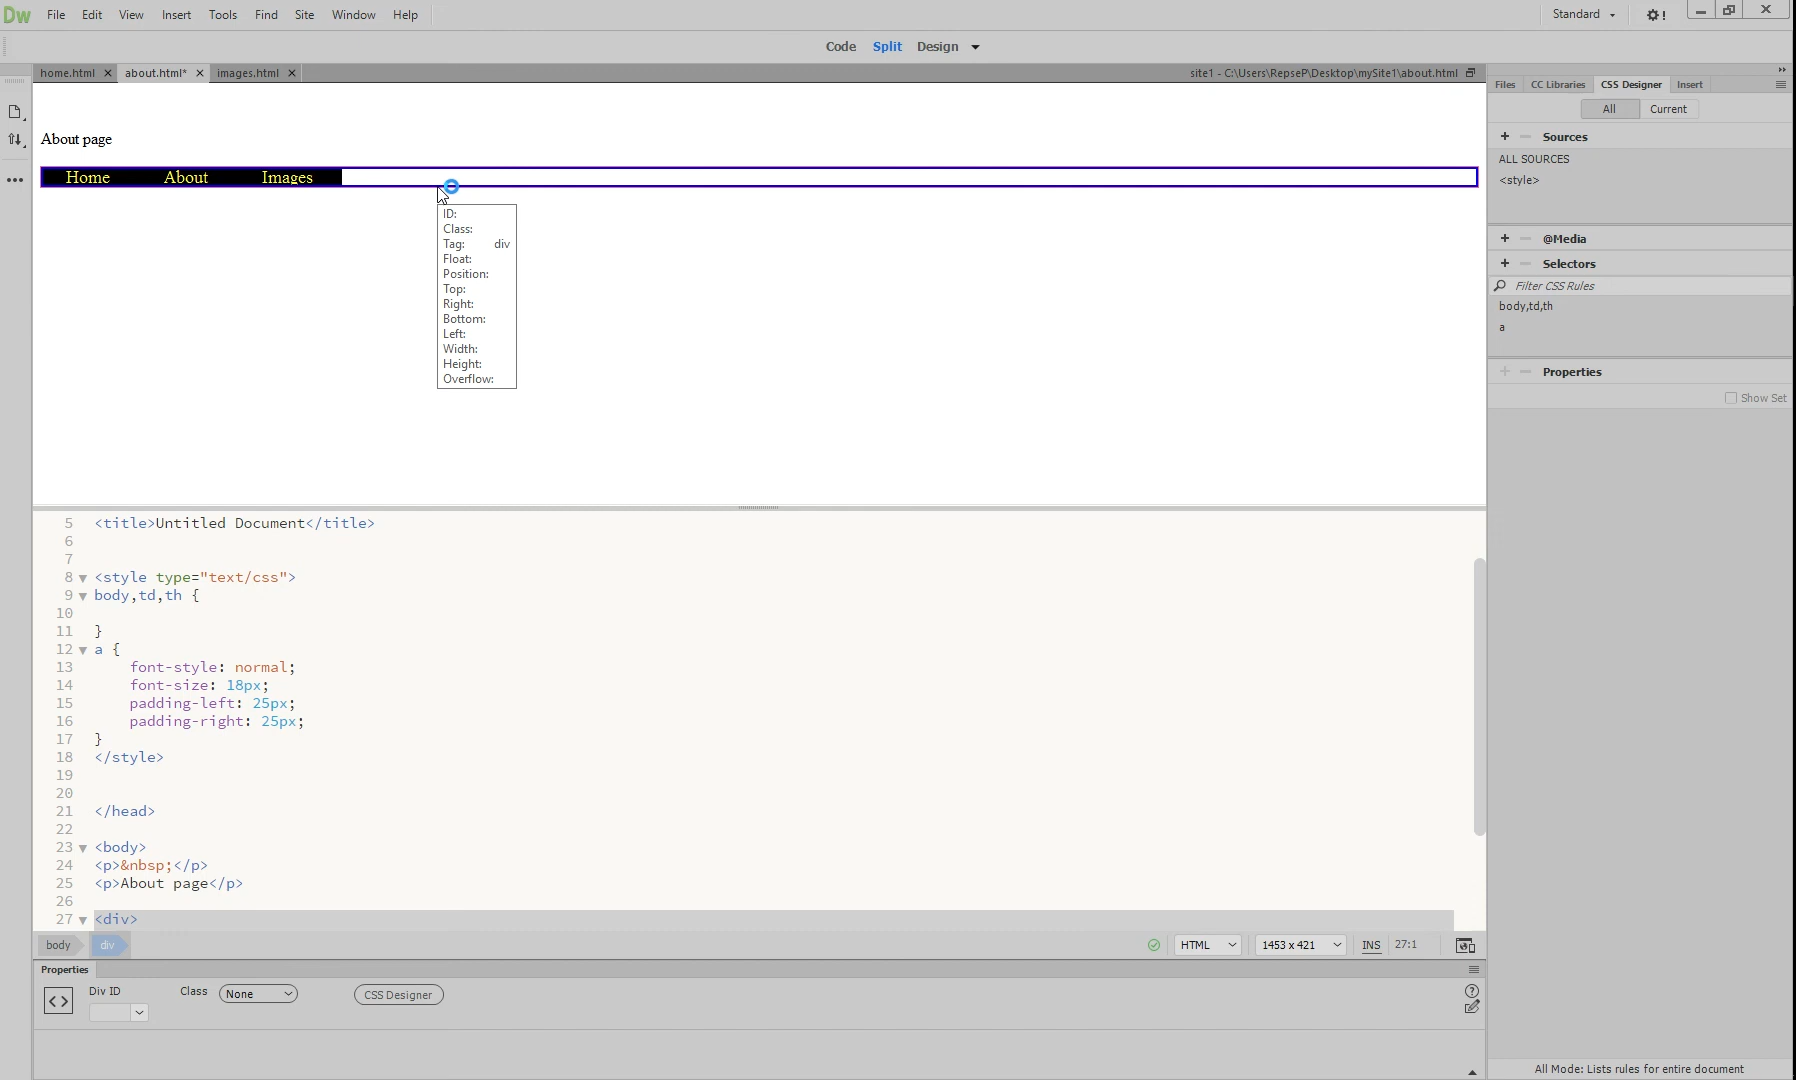 Dw File Edit View Insert Tools Find Site Window Help Standard !
Code Split Design
home.html about.html* images.html site1 - C:\Users\RepseP\Desktop\mySite1\about.html
About page
Home About Images
ID:
Class:
Tag: div
Float:
Position:
Top:
Right:
Bottom:
Left:
Width:
Height:
Overflow:
5 <title>Untitled Document</title>
6
7
8 <style type="text/css">
9 body,td,th {
10
11 }
12 a {
13 font-style: normal;
14 font-size: 18px;
15 padding-left: 25px;
16 padding-right: 25px;
17 }
18 </style>
19
20
21 </head>
22
23 <body>
24 <p>&nbsp;</p>
25 <p>About page</p>
26
27 <div>
body div HTML 1453 x 421 INS 27:1
Properties
Div ID Class None CSS Designer
Files CC Libraries CSS Designer Insert
All Current
+ Sources
ALL SOURCES
<style>
+ @Media
+ Selectors
Filter CSS Rules
body,td,th
a
+ Properties
Show Set
All Mode: Lists rules for entire document